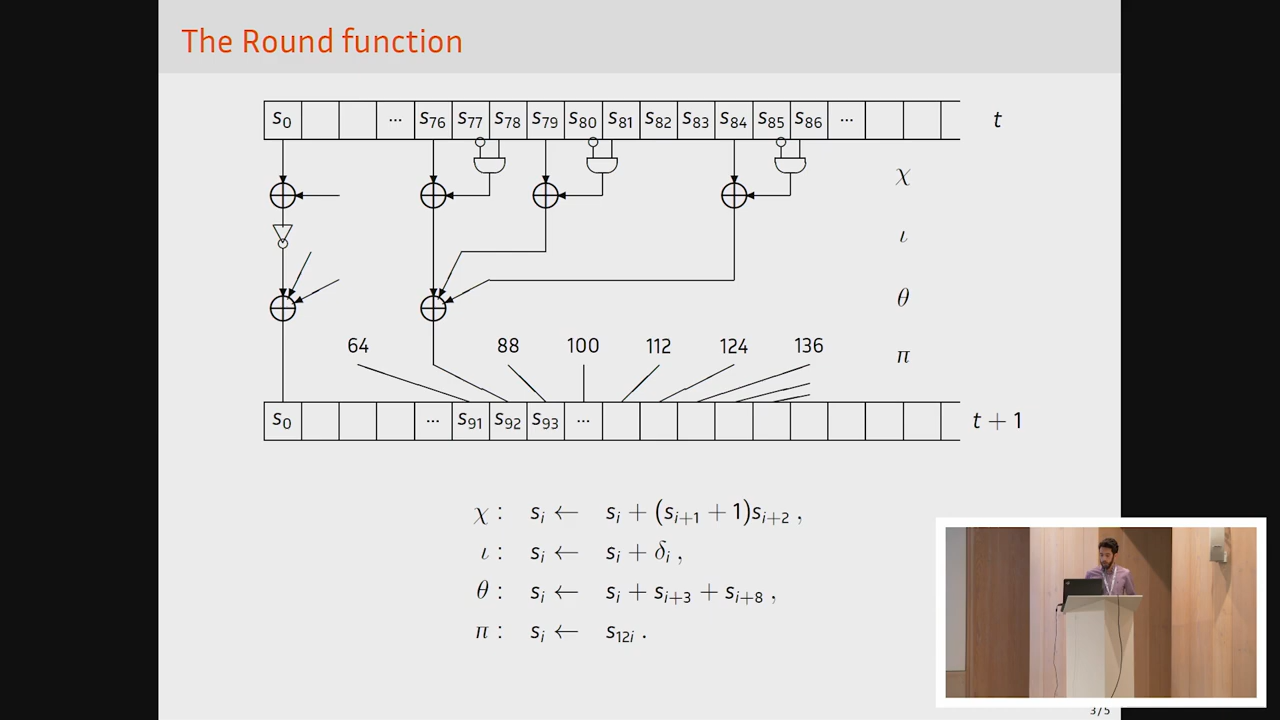 The Round function
s₀ ... s₇₆ s₇₇ s₇₈ s₇₉ s₈₀ s₈₁ s₈₂ s₈₃ s₈₄ s₈₅ s₈₆ ... t
χ
ι
θ
64 88 100 112 124 136 π
s₀ ... s₉₁ s₉₂ s₉₃ ... t + 1
χ : sᵢ ← sᵢ + (sᵢ₊₁ + 1)sᵢ₊₂ ,
ι : sᵢ ← sᵢ + δᵢ ,
θ : sᵢ ← sᵢ + sᵢ₊₃ + sᵢ₊₈ ,
π : sᵢ ← s₁₂ᵢ .
3/5